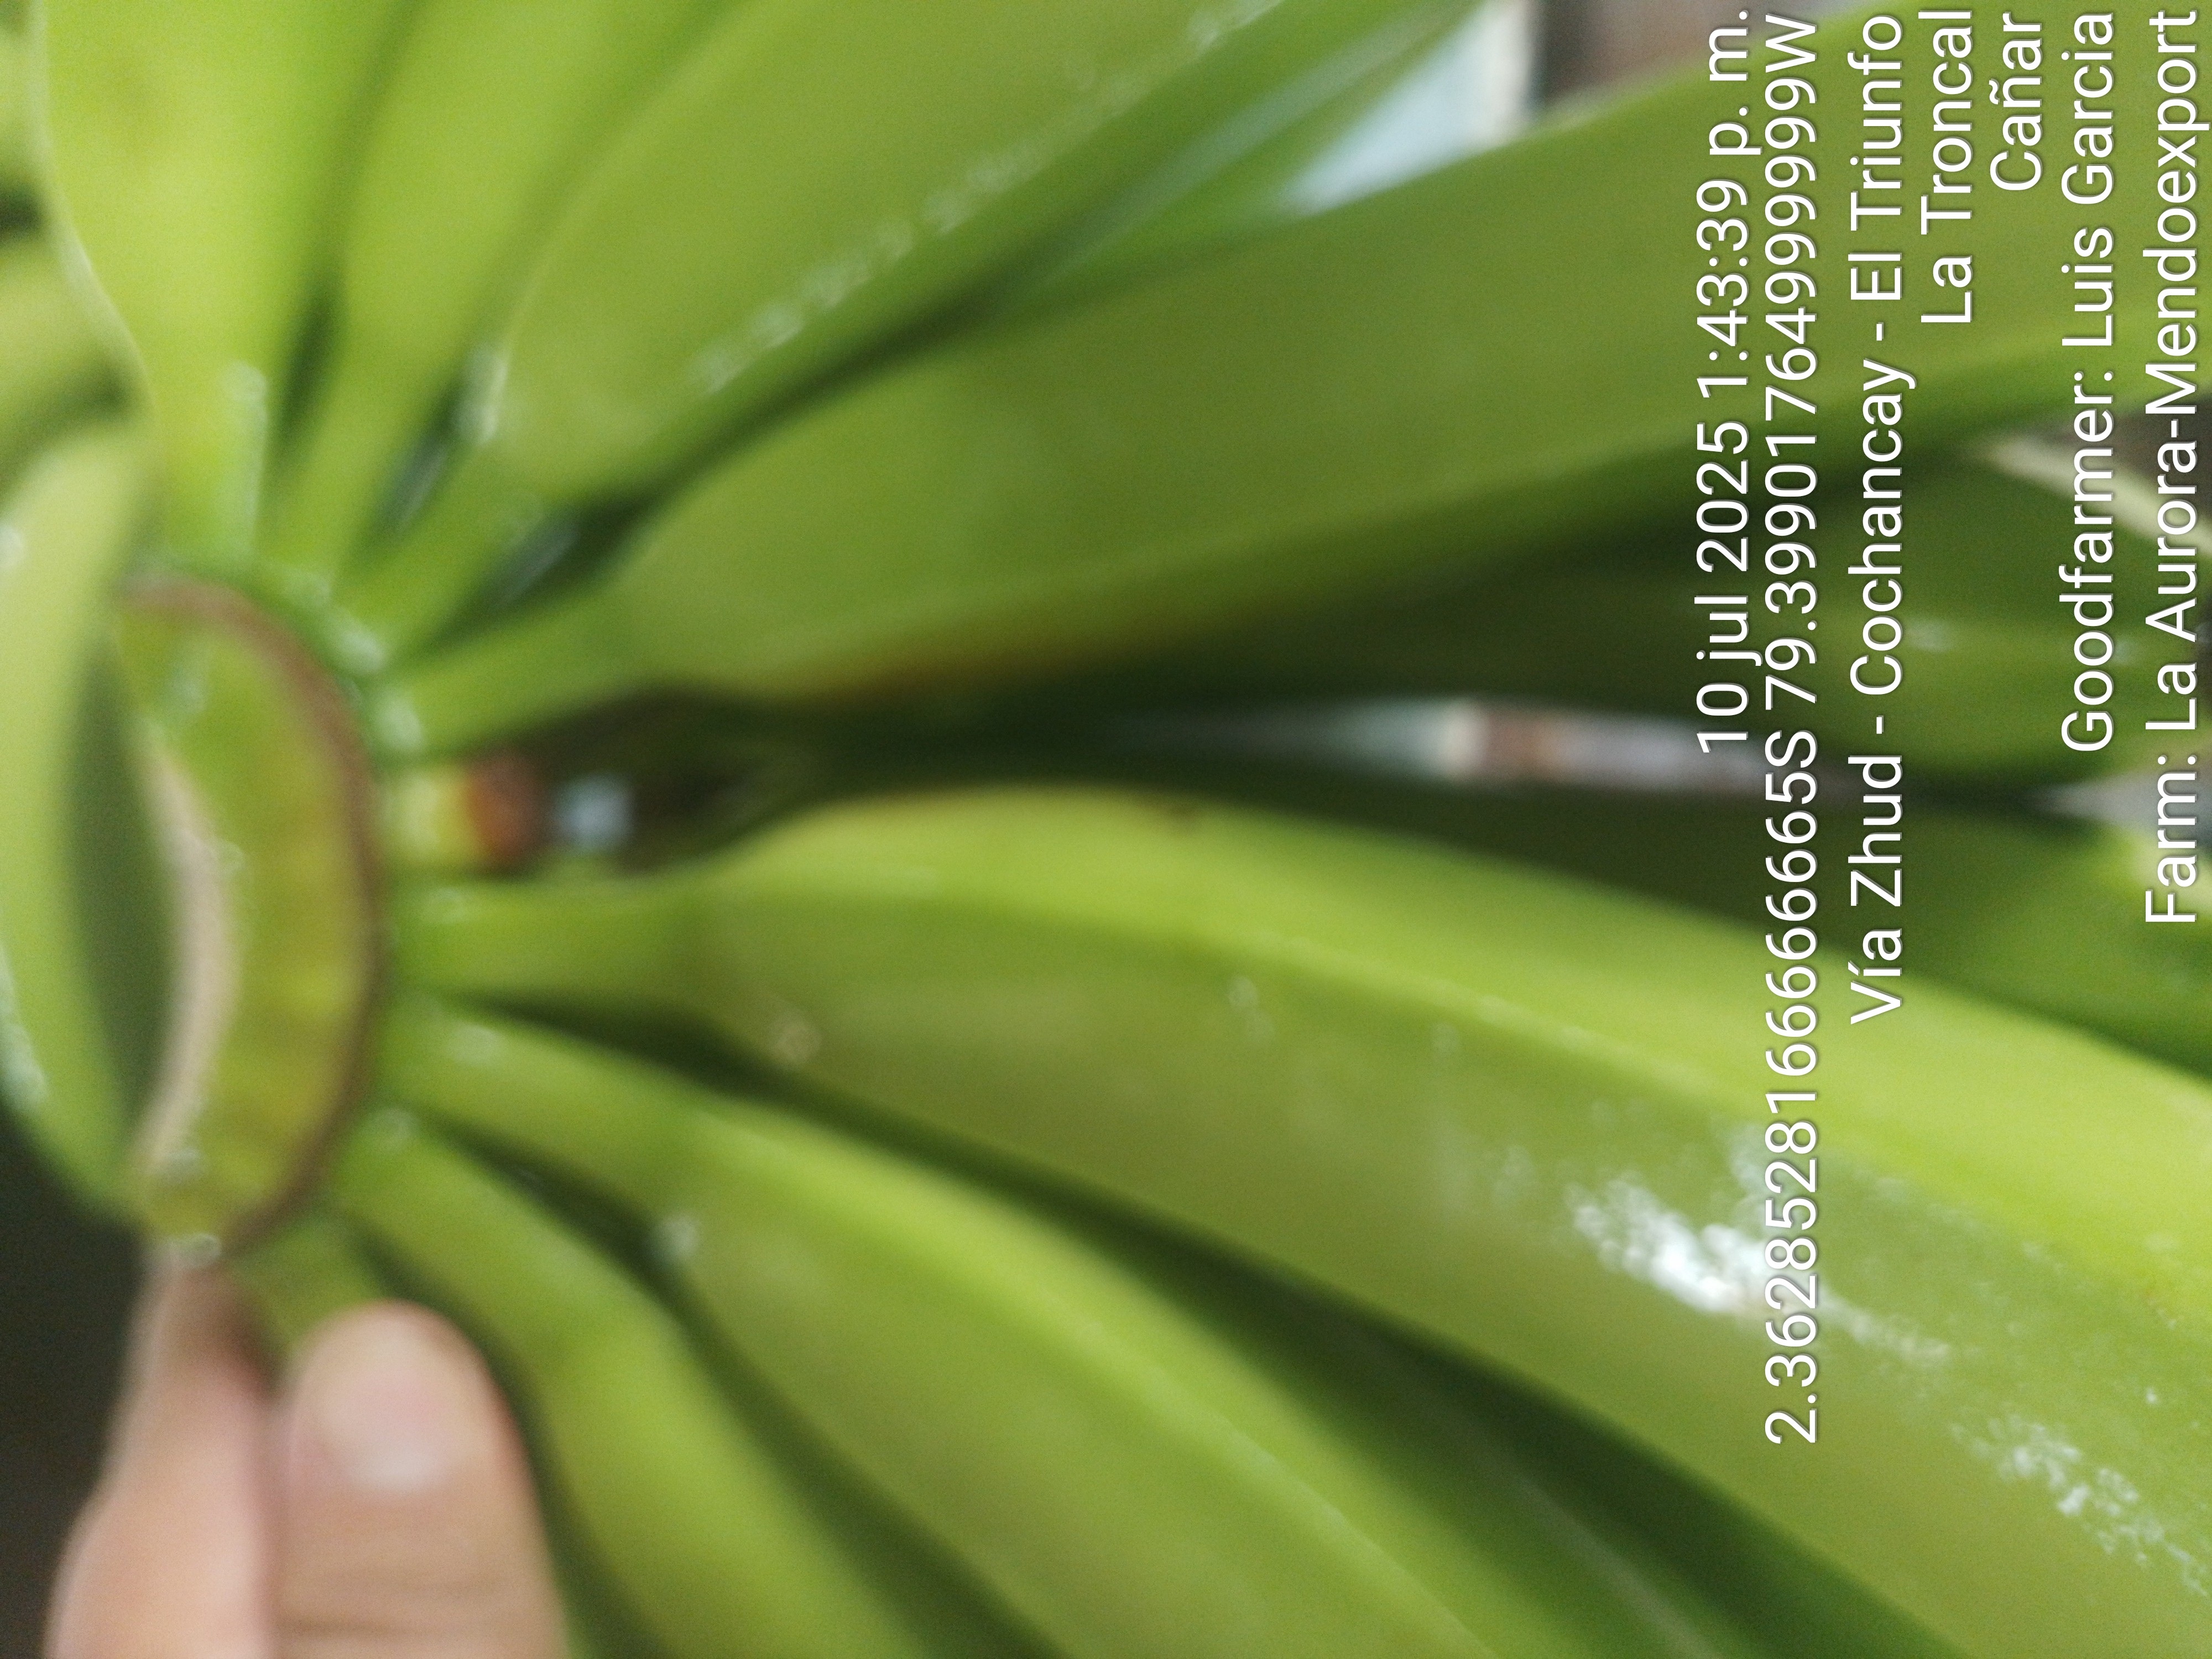 10 jul 2025 1:43:39 p. m.
2.3628528166666665S 79.39901764999999W
Vía Zhud - Cochancay - El Triunfo
La Troncal
Cañar
Goodfarmer: Luis Garcia
Farm: La Aurora-Mendoexport